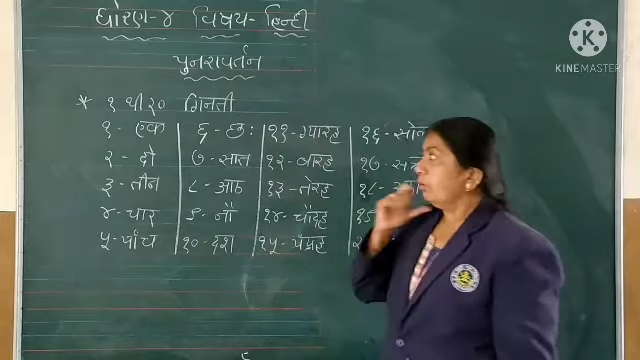 धोरण-४ विषय-हिन्दी
पुनरावर्तन
* १ थी २० गिनती
१- एक
२- दो
३- तीन
४- चार
५- पांच
६- छः
७- सात
८- आठ
९- नौ
१०- दश
११- ग्यारह
१२- बारह
१३- तेरह
१४- चौदह
१५- पंद्रह
१६-
१७-
१८-
KINEMASTER